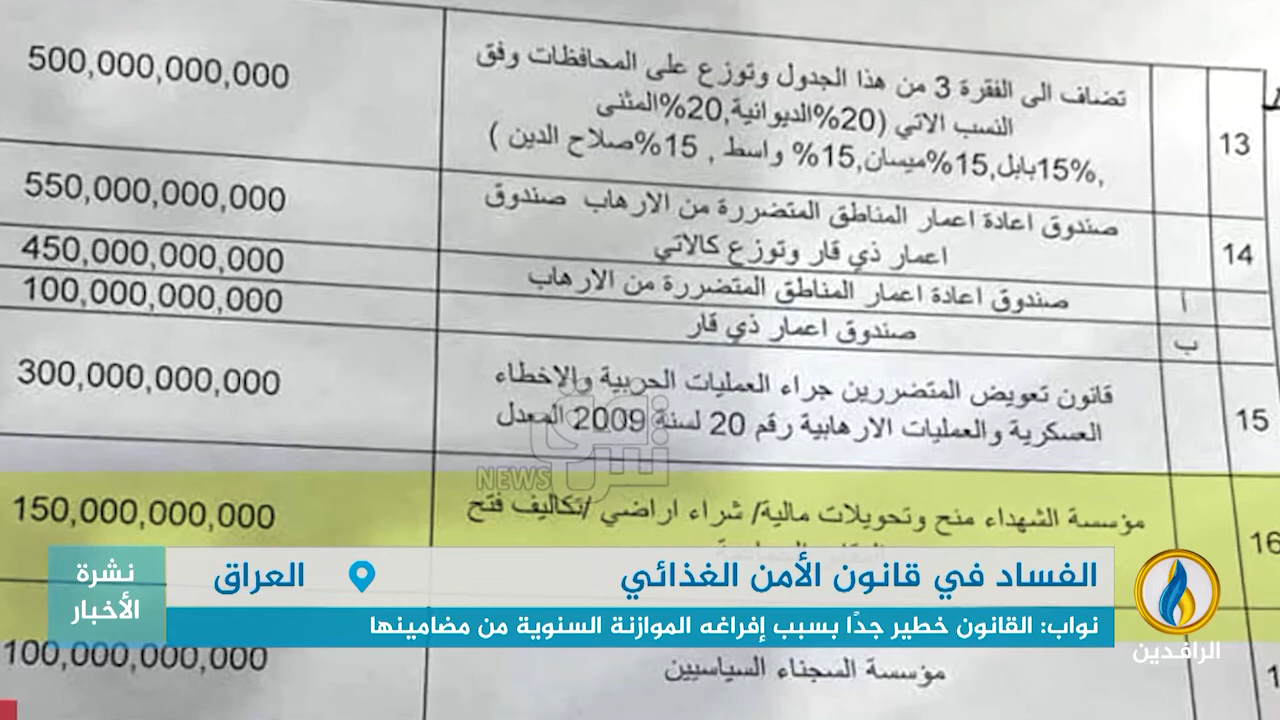 13
تضاف الى الفقرة 3 من هذا الجدول وتوزع على المحافظات وفق
النسب الاتي (20%الديوانية,20%المثنى
,15%بابل,15%ميسان,15% واسط , 15%صلاح الدين )
500,000,000,000
14
صندوق اعادة اعمار المناطق المتضررة من الارهاب صندوق
اعمار ذي قار وتوزع كالاتي
550,000,000,000
أ
صندوق اعادة اعمار المناطق المتضررة من الارهاب
450,000,000,000
ب
صندوق اعمار ذي قار
100,000,000,000
15
قانون تعويض المتضررين جراء العمليات الحربية والاخطاء
العسكرية والعمليات الارهابية رقم 20 لسنة 2009 المعدل
300,000,000,000
16
مؤسسة الشهداء منح وتحويلات مالية/ شراء اراضي /تكاليف فتح
150,000,000,000
مؤسسة السجناء السياسيين
100,000,000,000
NEWS
الفساد في قانون الأمن الغذائي
العراق
نشرة
الأخبار
نواب: القانون خطير جدًا بسبب إفراغه الموازنة السنوية من مضامينها
الرافدين